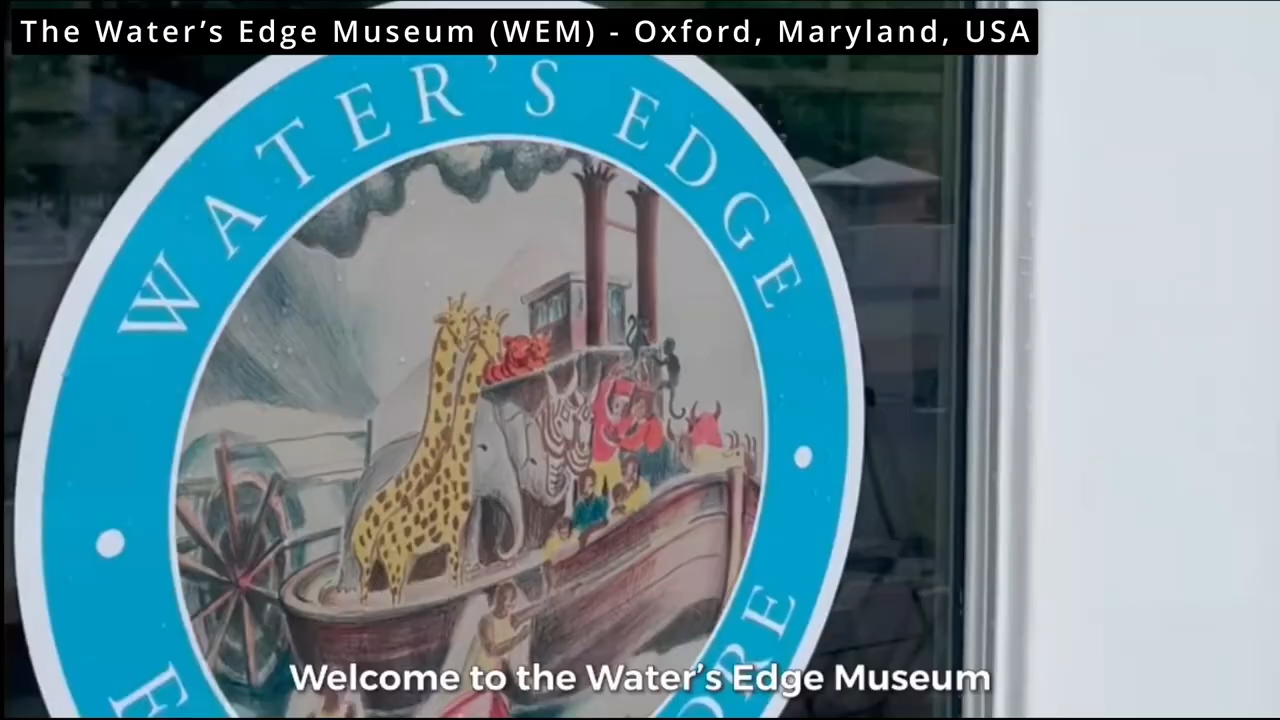 The Water's Edge Museum (WEM) - Oxford, Maryland, USA
WATER'S EDGE
Welcome to the Water's Edge Museum